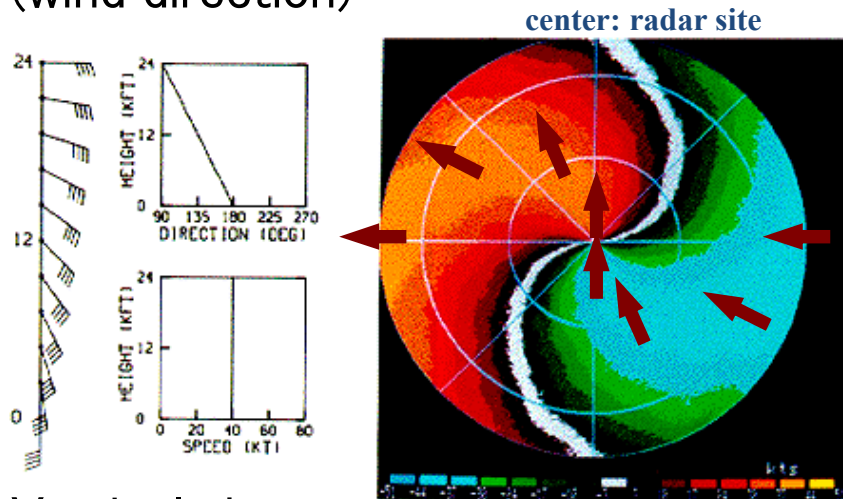 (wind direction)
center: radar site
24
12
0
HEIGHT (KFT)
24
12
0
90 135 180 225 270
DIRECTION (DEG)
HEIGHT (KFT)
24
12
0
0 20 40 60 80
SPEED (KT)
kts